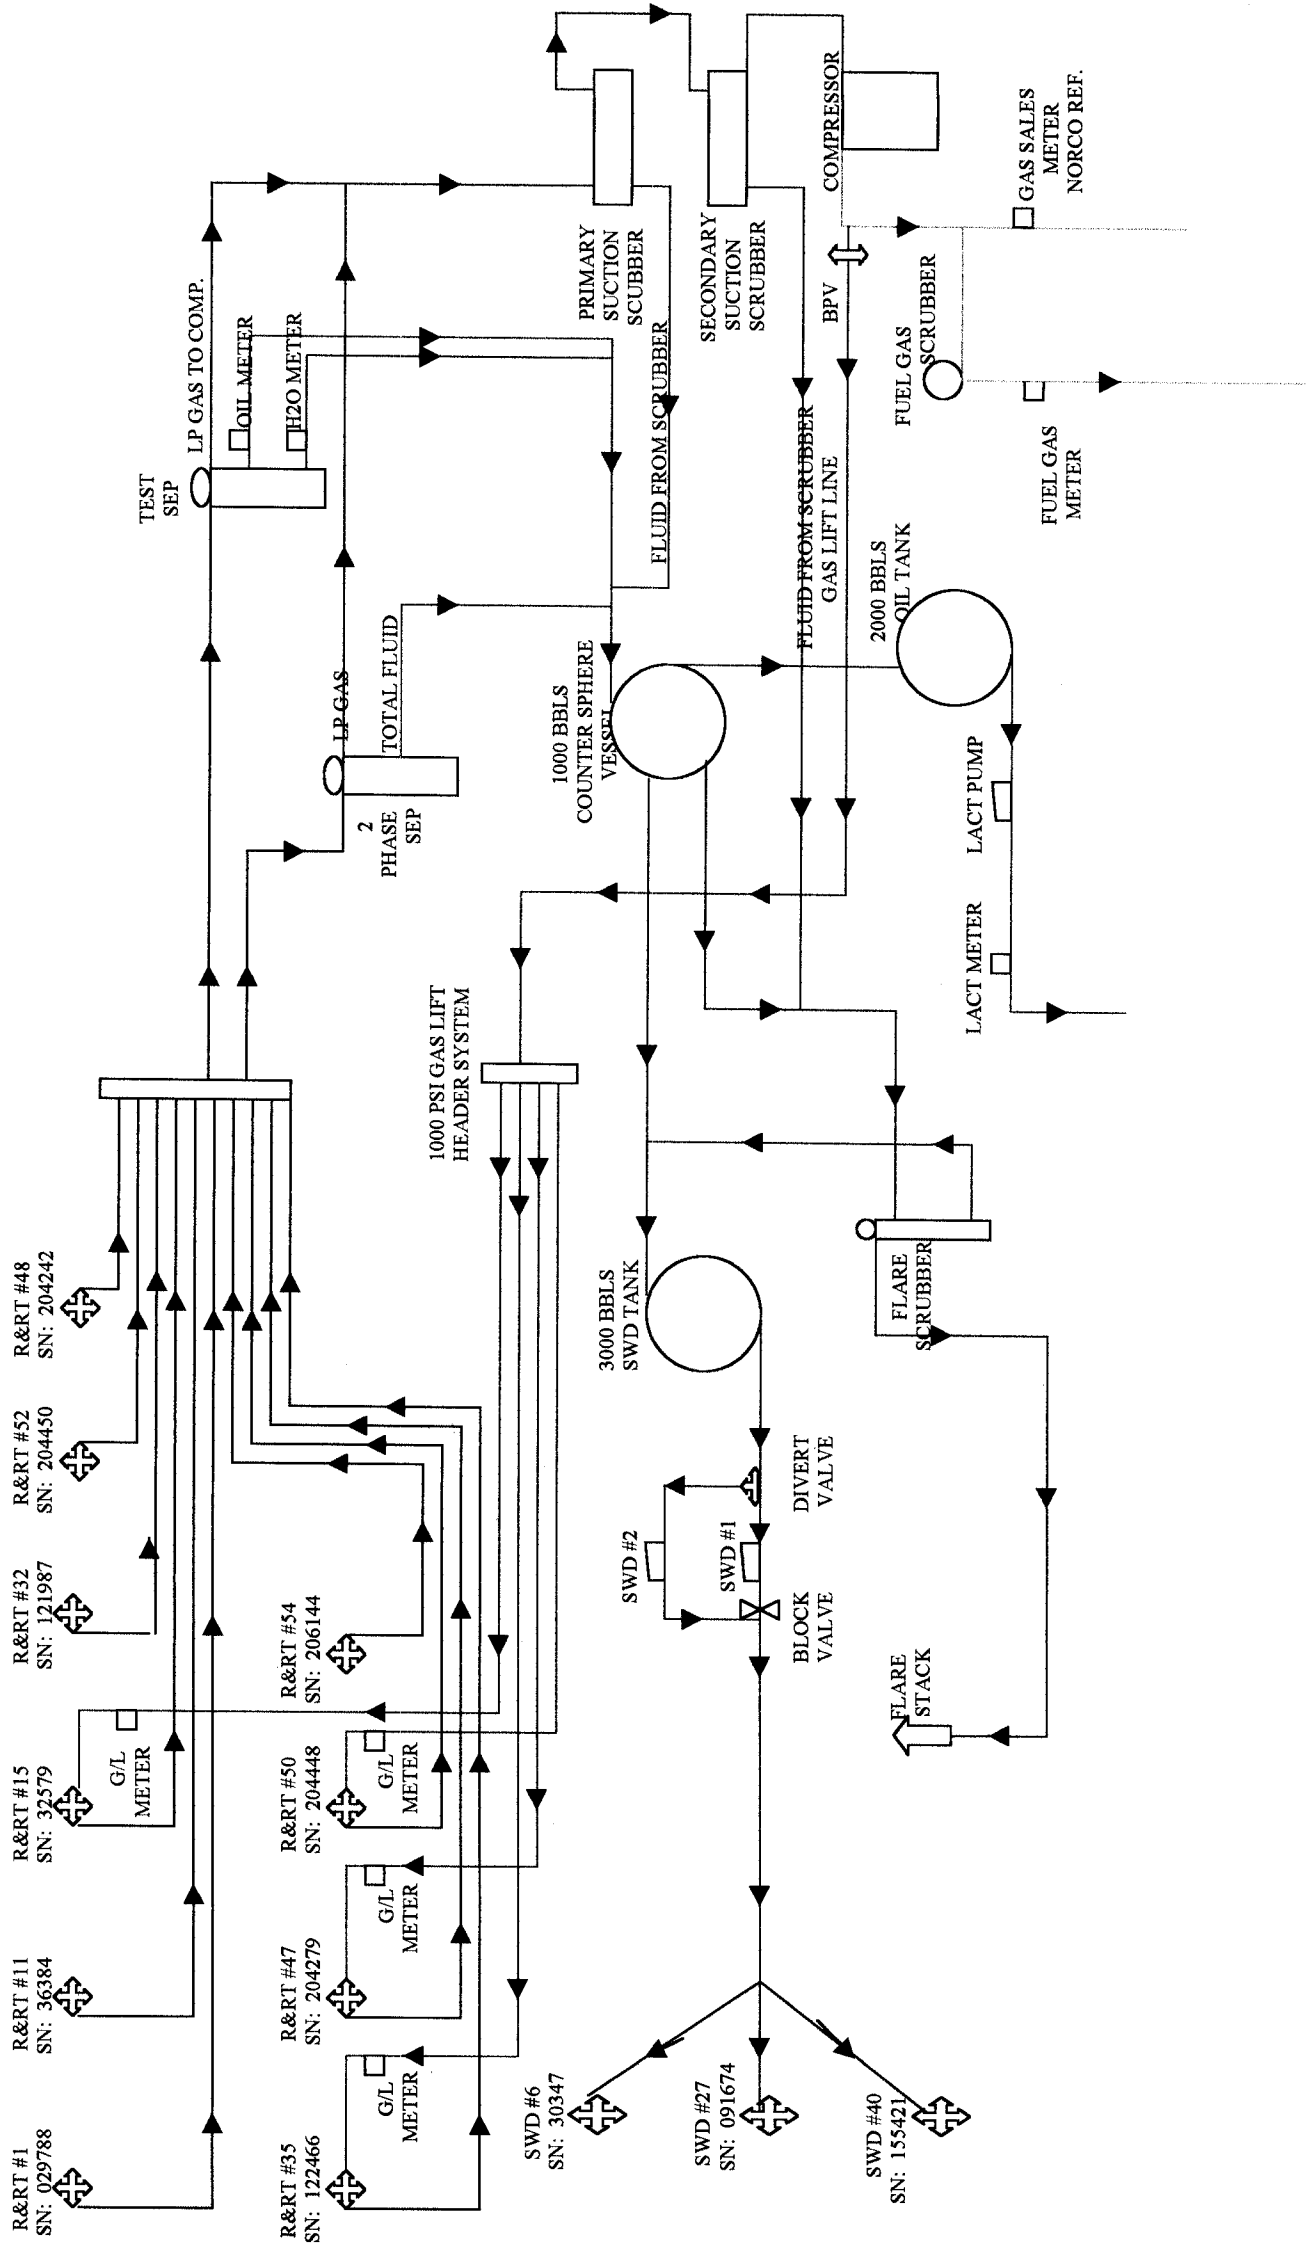 R&RT #1
SN: 029788
R&RT #11
SN: 36384
R&RT #15
SN: 32579
G/L
METER
R&RT #32
SN: 121987
R&RT #52
SN: 204450
R&RT #48
SN: 204242
R&RT #35
SN: 122466
G/L
METER
R&RT #47
SN: 204279
G/L
METER
R&RT #50
SN: 204448
G/L
METER
R&RT #54
SN: 206144
TEST
SEP
LP GAS TO COMP.
OIL METER
H2O METER
2
PHASE
SEP
LP GAS
TOTAL FLUID
1000 PSI GAS LIFT
HEADER SYSTEM
1000 BBLS
COUNTER SPHERE
VESSEL
FLUID FROM SCRUBBER
PRIMARY
SUCTION
SCUBBER
SECONDARY
SUCTION
SCRUBBER
FLUID FROM SCRUBBER
GAS LIFT LINE
BPV
COMPRESSOR
FUEL GAS
SCRUBBER
GAS SALES
METER
NORCO REF.
FUEL GAS
METER
2000 BBLS
OIL TANK
LACT PUMP
LACT METER
3000 BBLS
SWD TANK
FLARE
SCRUBBER
DIVERT
VALVE
SWD #2
SWD #1
BLOCK
VALVE
FLARE
STACK
SWD #6
SN: 30347
SWD #27
SN: 091674
SWD #40
SN: 155421